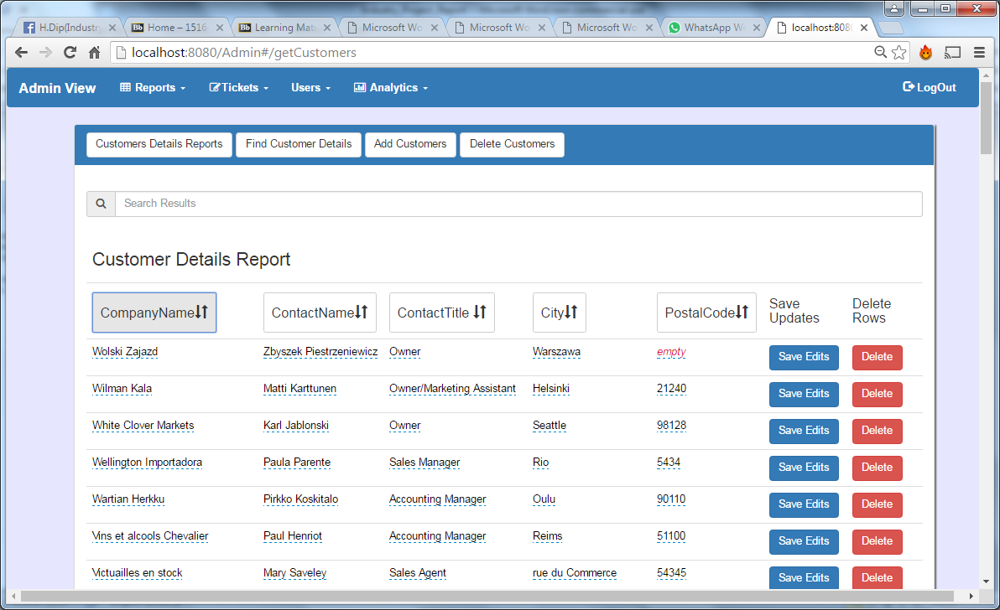 H.Dip(Industry
Home – 1516
Learning Mate
Microsoft Wo
Microsoft Wo
Microsoft Wo
WhatsApp We
localhost:8080
localhost:8080/Admin#/getCustomers
Admin View Reports Tickets Users Analytics LogOut
Customers Details Reports Find Customer Details Add Customers Delete Customers
Search Results
Customer Details Report
CompanyName ContactName ContactTitle City PostalCode Save Updates Delete Rows
Wolski Zajazd Zbyszek Piestrzeniewicz Owner Warszawa empty Save Edits Delete
Wilman Kala Matti Karttunen Owner/Marketing Assistant Helsinki 21240 Save Edits Delete
White Clover Markets Karl Jablonski Owner Seattle 98128 Save Edits Delete
Wellington Importadora Paula Parente Sales Manager Rio 5434 Save Edits Delete
Wartian Herkku Pirkko Koskitalo Accounting Manager Oulu 90110 Save Edits Delete
Vins et alcools Chevalier Paul Henriot Accounting Manager Reims 51100 Save Edits Delete
Victuailles en stock Mary Saveley Sales Agent rue du Commerce 54345 Save Edits Delete